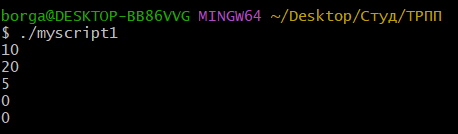 borga@DESKTOP-BB86VVG MINGW64 ~/Desktop/Студ/ТРПП
$ ./myscript1
10
20
5
0
0